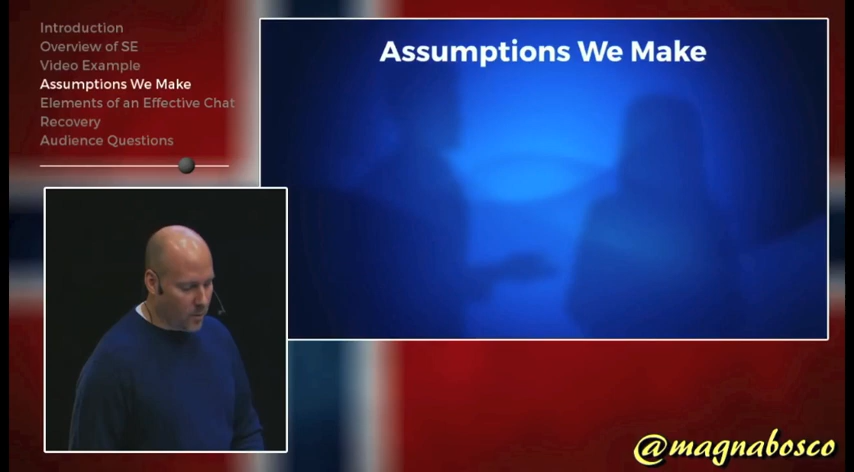 Introduction
Overview of SE
Video Example
Assumptions We Make
Elements of an Effective Chat
Recovery
Audience Questions
Assumptions We Make
@magnabosco